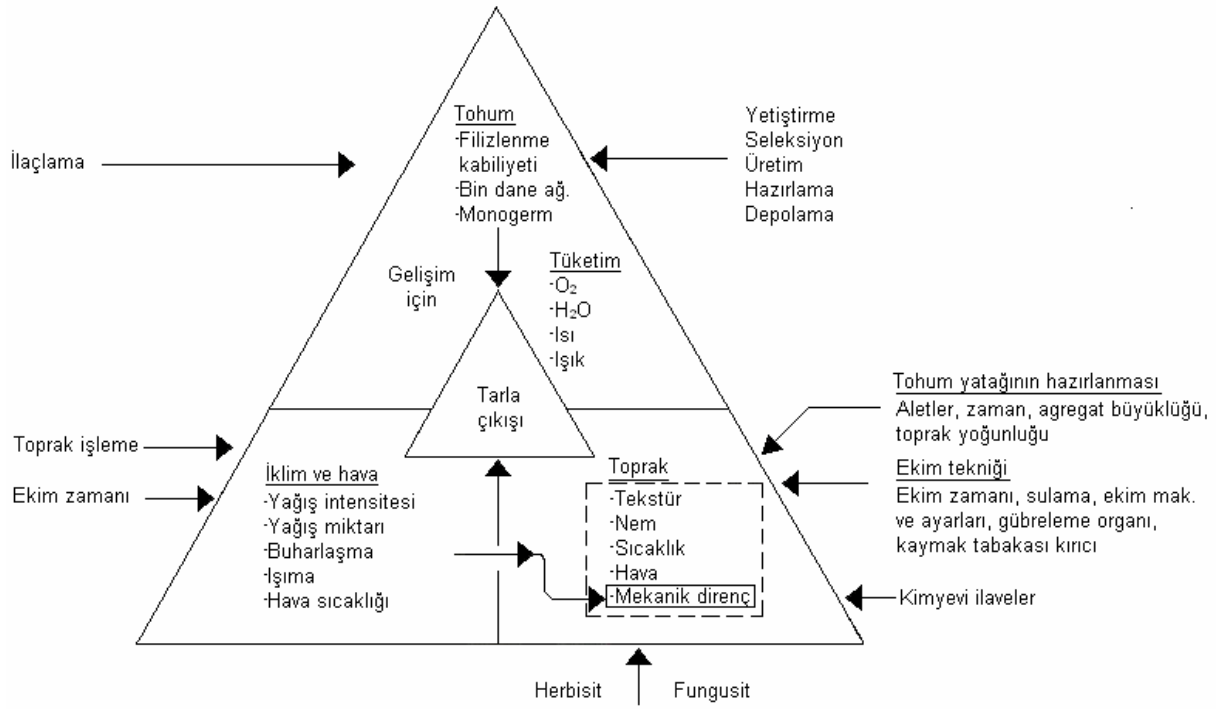 Tohum
-Filizlenme
kabiliyeti
-Bin dane ağ.
-Monogerm
Yetiştirme
Seleksiyon
Üretim
Hazırlama
Depolama
İlaçlama
Gelişim
için
Tüketim
-O₂
-H₂O
-Isı
-Işık
Tarla
çıkışı
Tohum yatağının hazırlanması
Aletler, zaman, agregat büyüklüğü,
toprak yoğunluğu
Toprak işleme
Ekim zamanı
İklim ve hava
-Yağış intensitesi
-Yağış miktarı
-Buharlaşma
-Işıma
-Hava sıcaklığı
Toprak
-Tekstür
-Nem
-Sıcaklık
-Hava
-Mekanik direnç
Ekim tekniği
Ekim zamanı, sulama, ekim mak.
ve ayarları, gübreleme organı,
kaymak tabakası kırıcı
Kimyevi ilaveler
Herbisit
Fungusit